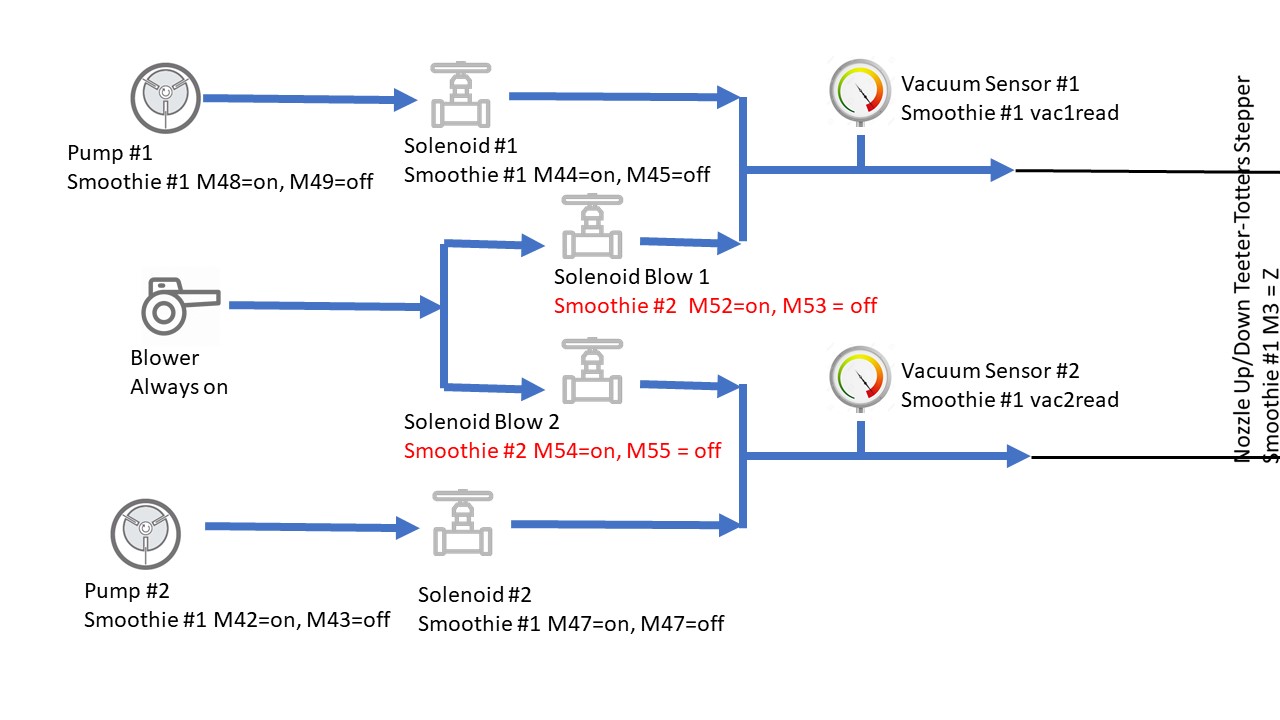 Pump #1
Smoothie #1 M48=on, M49=off
Solenoid #1
Smoothie #1 M44=on, M45=off
Vacuum Sensor #1
Smoothie #1 vac1read
Solenoid Blow 1
Smoothie #2  M52=on, M53 = off
Blower
Always on
Solenoid Blow 2
Smoothie #2 M54=on, M55 = off
Vacuum Sensor #2
Smoothie #1 vac2read
Pump #2
Smoothie #1 M42=on, M43=off
Solenoid #2
Smoothie #1 M47=on, M47=off
Nozzle Up/Down Teeter-Totters Stepper
Smoothie #1 M3 = Z